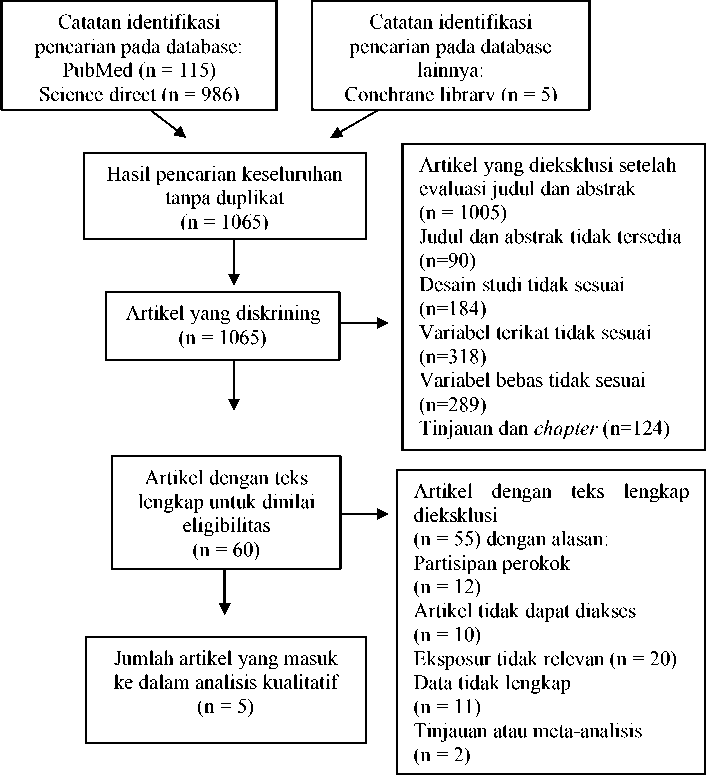 Catatan identifikasi
pencarian pada database:
PubMed (n = 115)
Science direct (n = 986)
Catatan identifikasi
pencarian pada database
lainnya:
Conchrane library (n = 5)
Hasil pencarian keseluruhan
tanpa duplikat
(n = 1065)
Artikel yang dieksklusi setelah
evaluasi judul dan abstrak
(n = 1005)
Judul dan abstrak tidak tersedia
(n=90)
Desain studi tidak sesuai
(n=184)
Variabel terikat tidak sesuai
(n=318)
Variabel bebas tidak sesuai
(n=289)
Tinjauan dan chapter (n=124)
Artikel yang diskrining
(n = 1065)
Artikel dengan teks
lengkap untuk dinilai
eligibilitas
(n = 60)
Artikel dengan teks lengkap
dieksklusi
(n = 55) dengan alasan:
Partisipan perokok
(n = 12)
Artikel tidak dapat diakses
(n = 10)
Eksposur tidak relevan (n = 20)
Data tidak lengkap
(n = 11)
Tinjauan atau meta-analisis
(n = 2)
Jumlah artikel yang masuk
ke dalam analisis kualitatif
(n = 5)